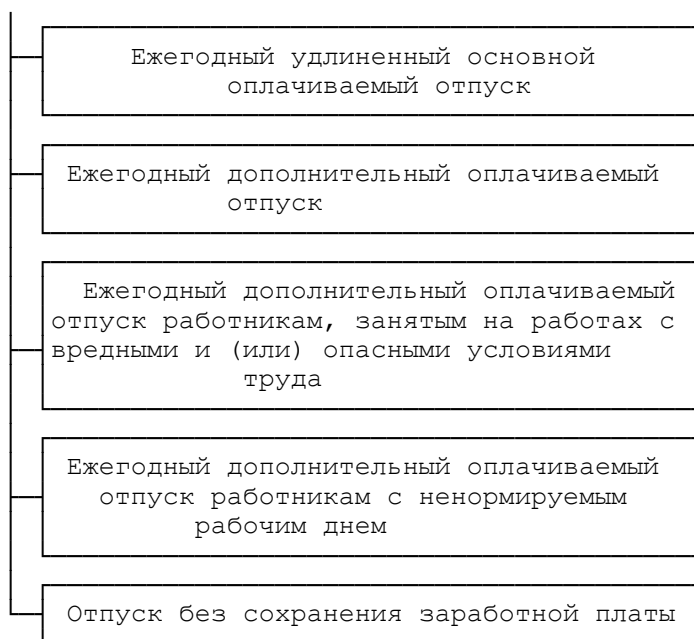 Ежегодный удлиненный основной
оплачиваемый отпуск
Ежегодный дополнительный оплачиваемый
отпуск
Ежегодный дополнительный оплачиваемый
отпуск работникам, занятым на работах с
вредными и (или) опасными условиями
труда
Ежегодный дополнительный оплачиваемый
отпуск работникам с ненормируемым
рабочим днем
Отпуск без сохранения заработной платы